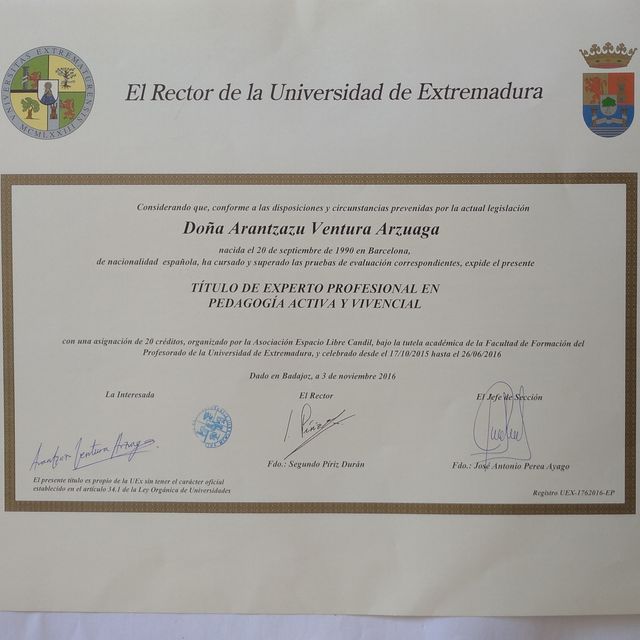 UNIVERSITAS EXTREMATURENSIS
MCMLXXIII
El Rector de la Universidad de Extremadura
Considerando que, conforme a las disposiciones y circunstancias prevenidas por la actual legislación
Doña Arantzazu Ventura Arzuaga
nacida el 20 de septiembre de 1990 en Barcelona,
de nacionalidad española, ha cursado y superado las pruebas de evaluación correspondientes, expide el presente
TÍTULO DE EXPERTO PROFESIONAL EN
PEDAGOGÍA ACTIVA Y VIVENCIAL
con una asignación de 20 créditos, organizado por la Asociación Espacio Libre Candil, bajo la tutela académica de la Facultad de Formación del
Profesorado de la Universidad de Extremadura, y celebrado desde el 17/10/2015 hasta el 26/06/2016
Dado en Badajoz, a 3 de noviembre 2016
La Interesada
El Rector
El Jefe de Sección
Arantzazu Ventura Arzuaga
I. Píriz
Fdo.: Segundo Píriz Durán
Fdo.: José Antonio Perea Ayago
El presente título es propio de la UEx sin tener el carácter oficial
establecido en el artículo 34.1 de la Ley Orgánica de Universidades
Registro UEX-1762016-EP